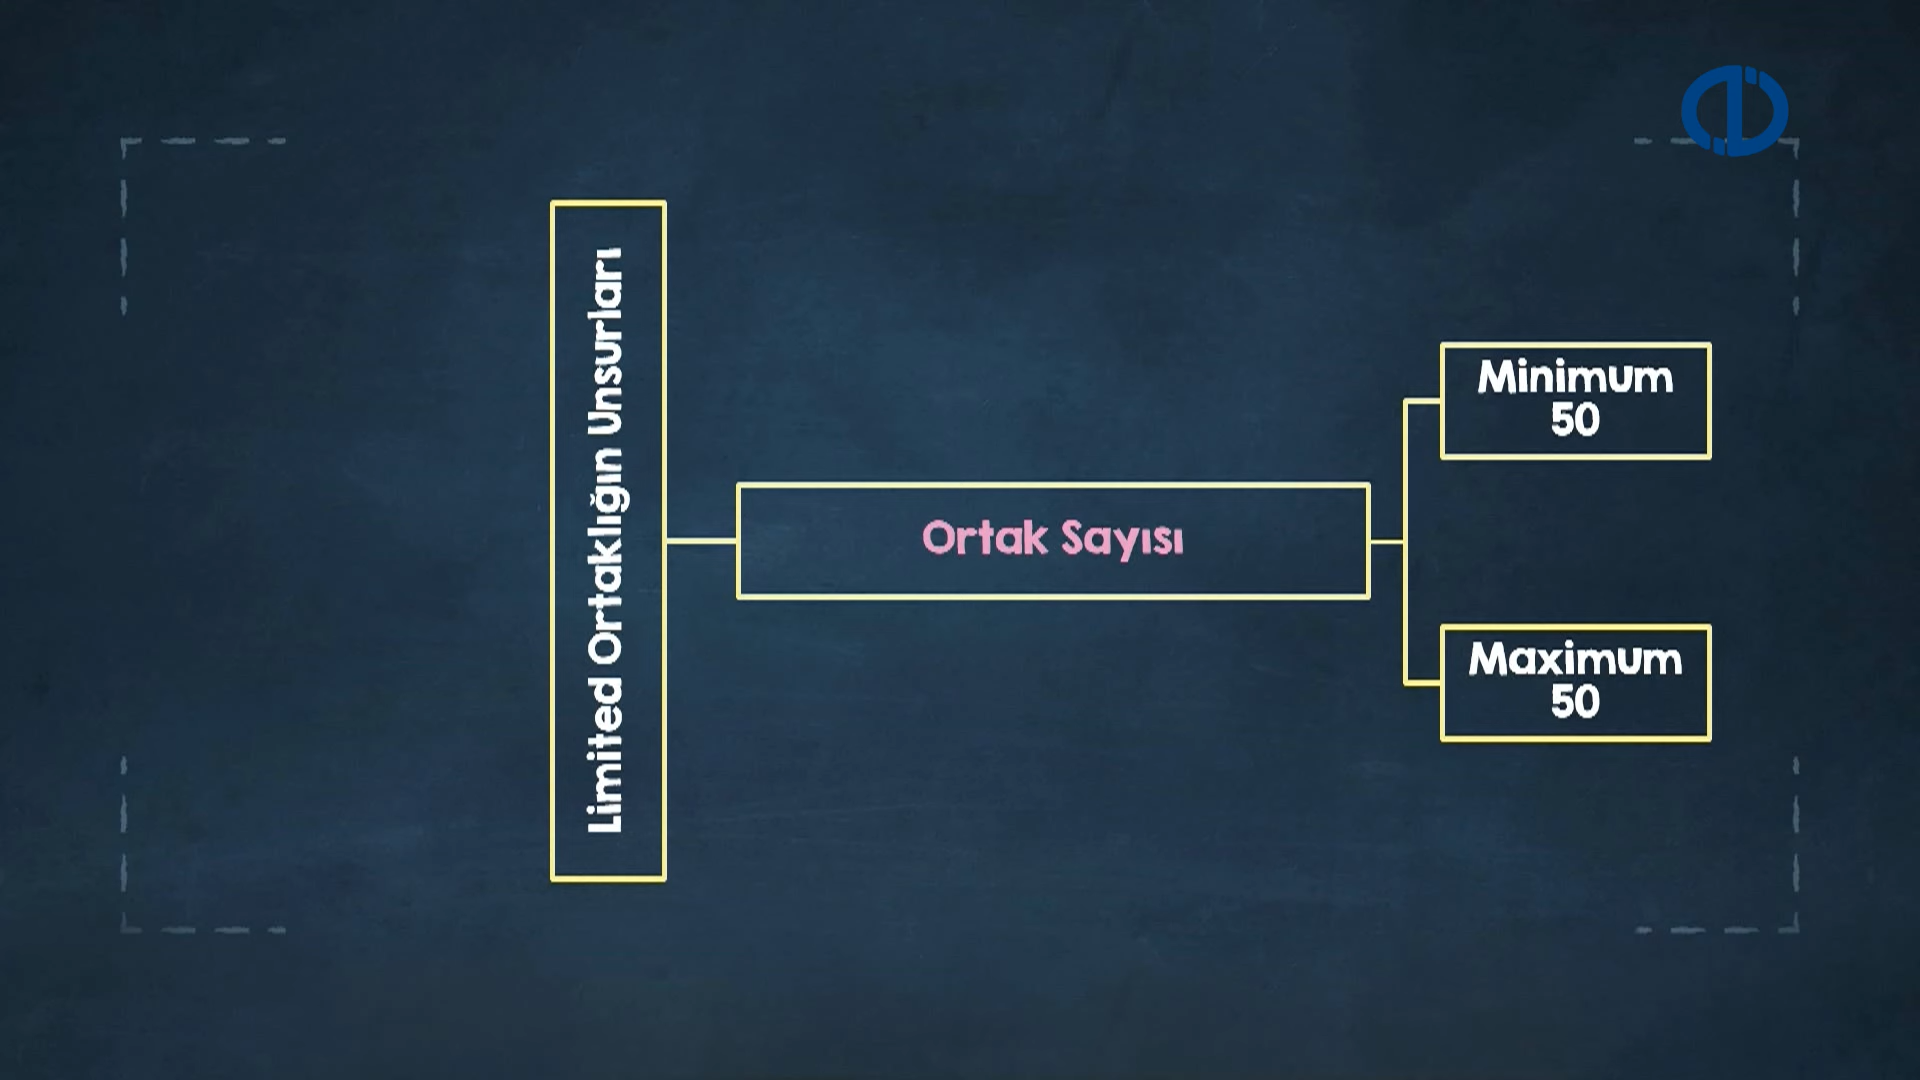 Limited Ortaklığın Unsurları
Ortak Sayısı
Minimum
50
Maximum
50